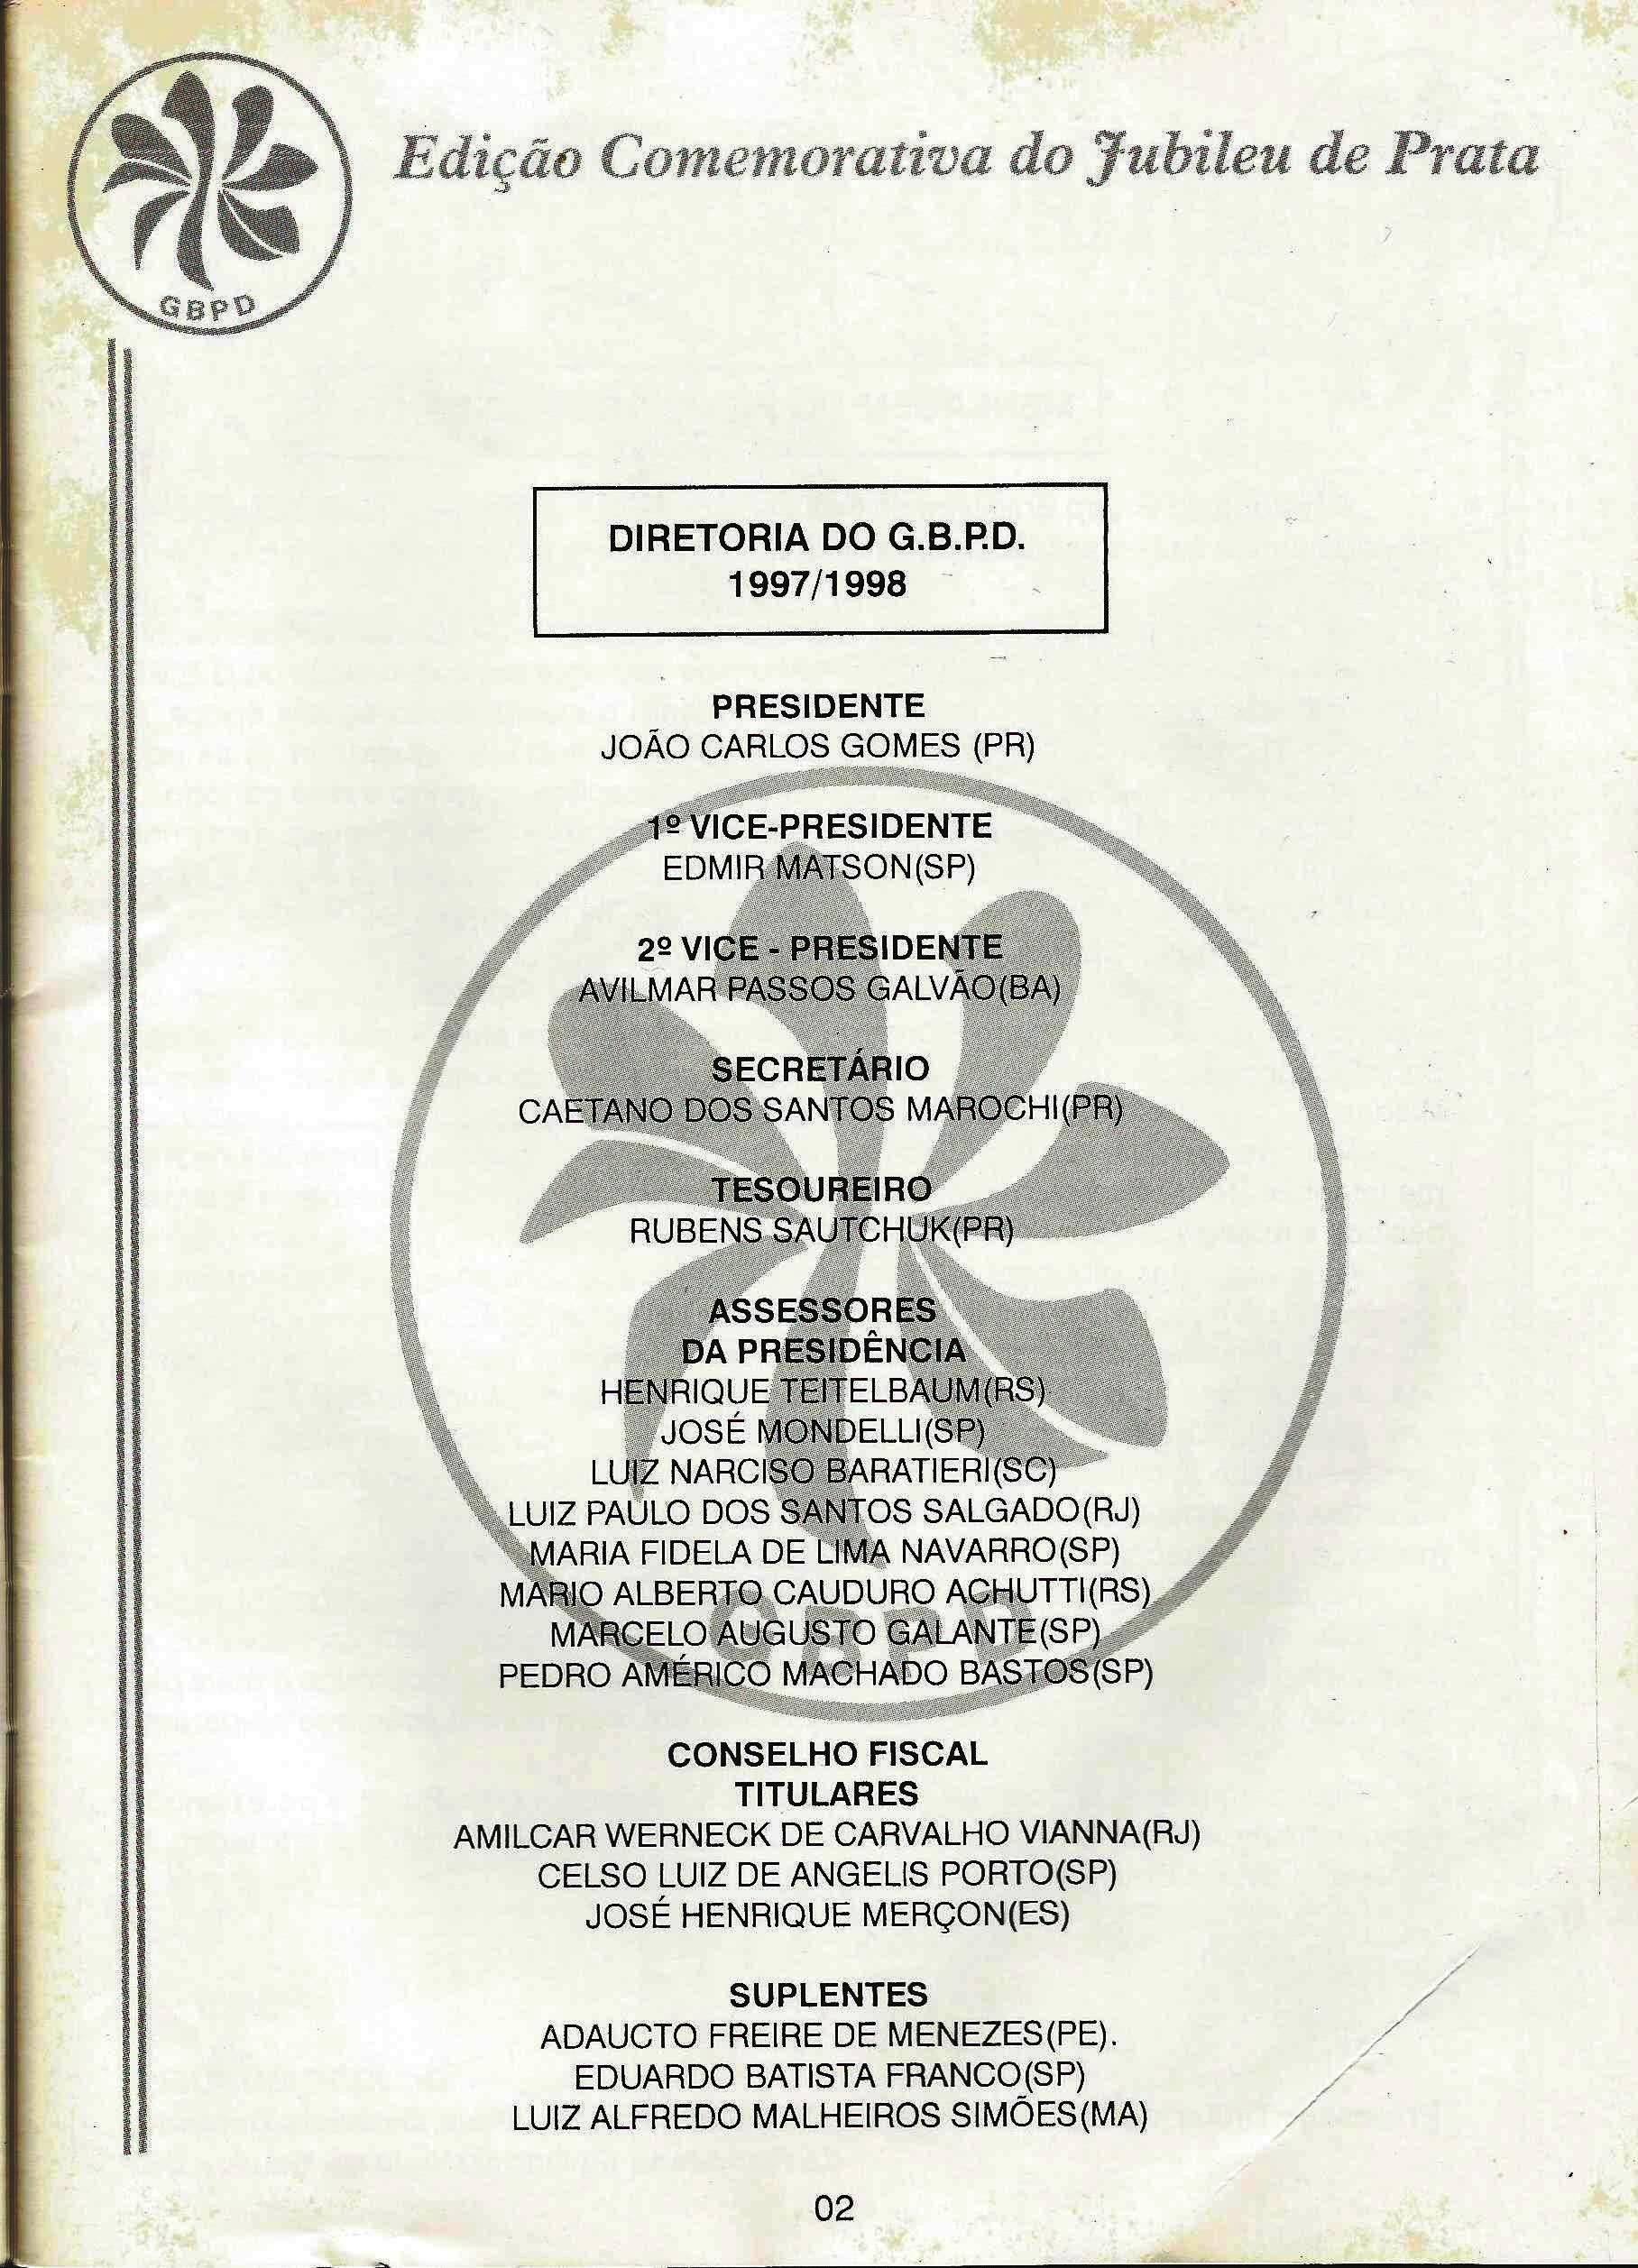 GBPD
Edição Comemorativa do Jubileu de Prata
DIRETORIA DO G.B.P.D.
1997/1998
PRESIDENTE
JOÃO CARLOS GOMES (PR)
1º VICE-PRESIDENTE
EDMIR MATSON(SP)
2º VICE - PRESIDENTE
AVILMAR PASSOS GALVÃO(BA)
SECRETÁRIO
CAETANO DOS SANTOS MAROCHI(PR)
TESOUREIRO
RUBENS SAUTCHUK(PR)
ASSESSORES
DA PRESIDÊNCIA
HENRIQUE TEITELBAUM(RS)
JOSÉ MONDELLI(SP)
LUIZ NARCISO BARATIERI(SC)
LUIZ PAULO DOS SANTOS SALGADO(RJ)
MARIA FIDELA DE LIMA NAVARRO(SP)
MARIO ALBERTO CAUDURO ACHUTTI(RS)
MARCELO AUGUSTO GALANTE(SP)
GBPD
PEDRO AMÉRICO MACHADO BASTOS(SP)
CONSELHO FISCAL
TITULARES
AMILCAR WERNECK DE CARVALHO VIANNA(RJ)
CELSO LUIZ DE ANGELIS PORTO(SP)
JOSÉ HENRIQUE MERÇON(ES)
SUPLENTES
ADAUCTO FREIRE DE MENEZES(PE).
EDUARDO BATISTA FRANCO(SP)
LUIZ ALFREDO MALHEIROS SIMÕES(MA)
02